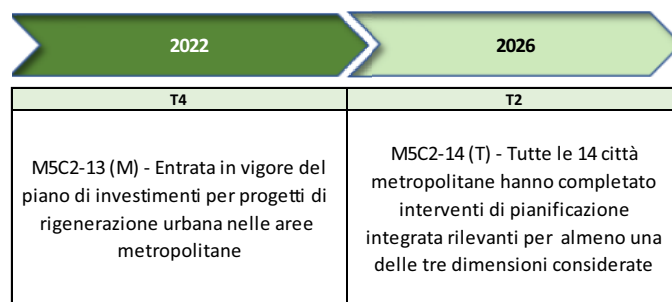 2022
2026
T4
T2
M5C2-13 (M) - Entrata in vigore del
piano di investimenti per progetti di
rigenerazione urbana nelle aree
metropolitane
M5C2-14 (T) - Tutte le 14 città
metropolitane hanno completato
interventi di pianificazione
integrata rilevanti per almeno una
delle tre dimensioni considerate